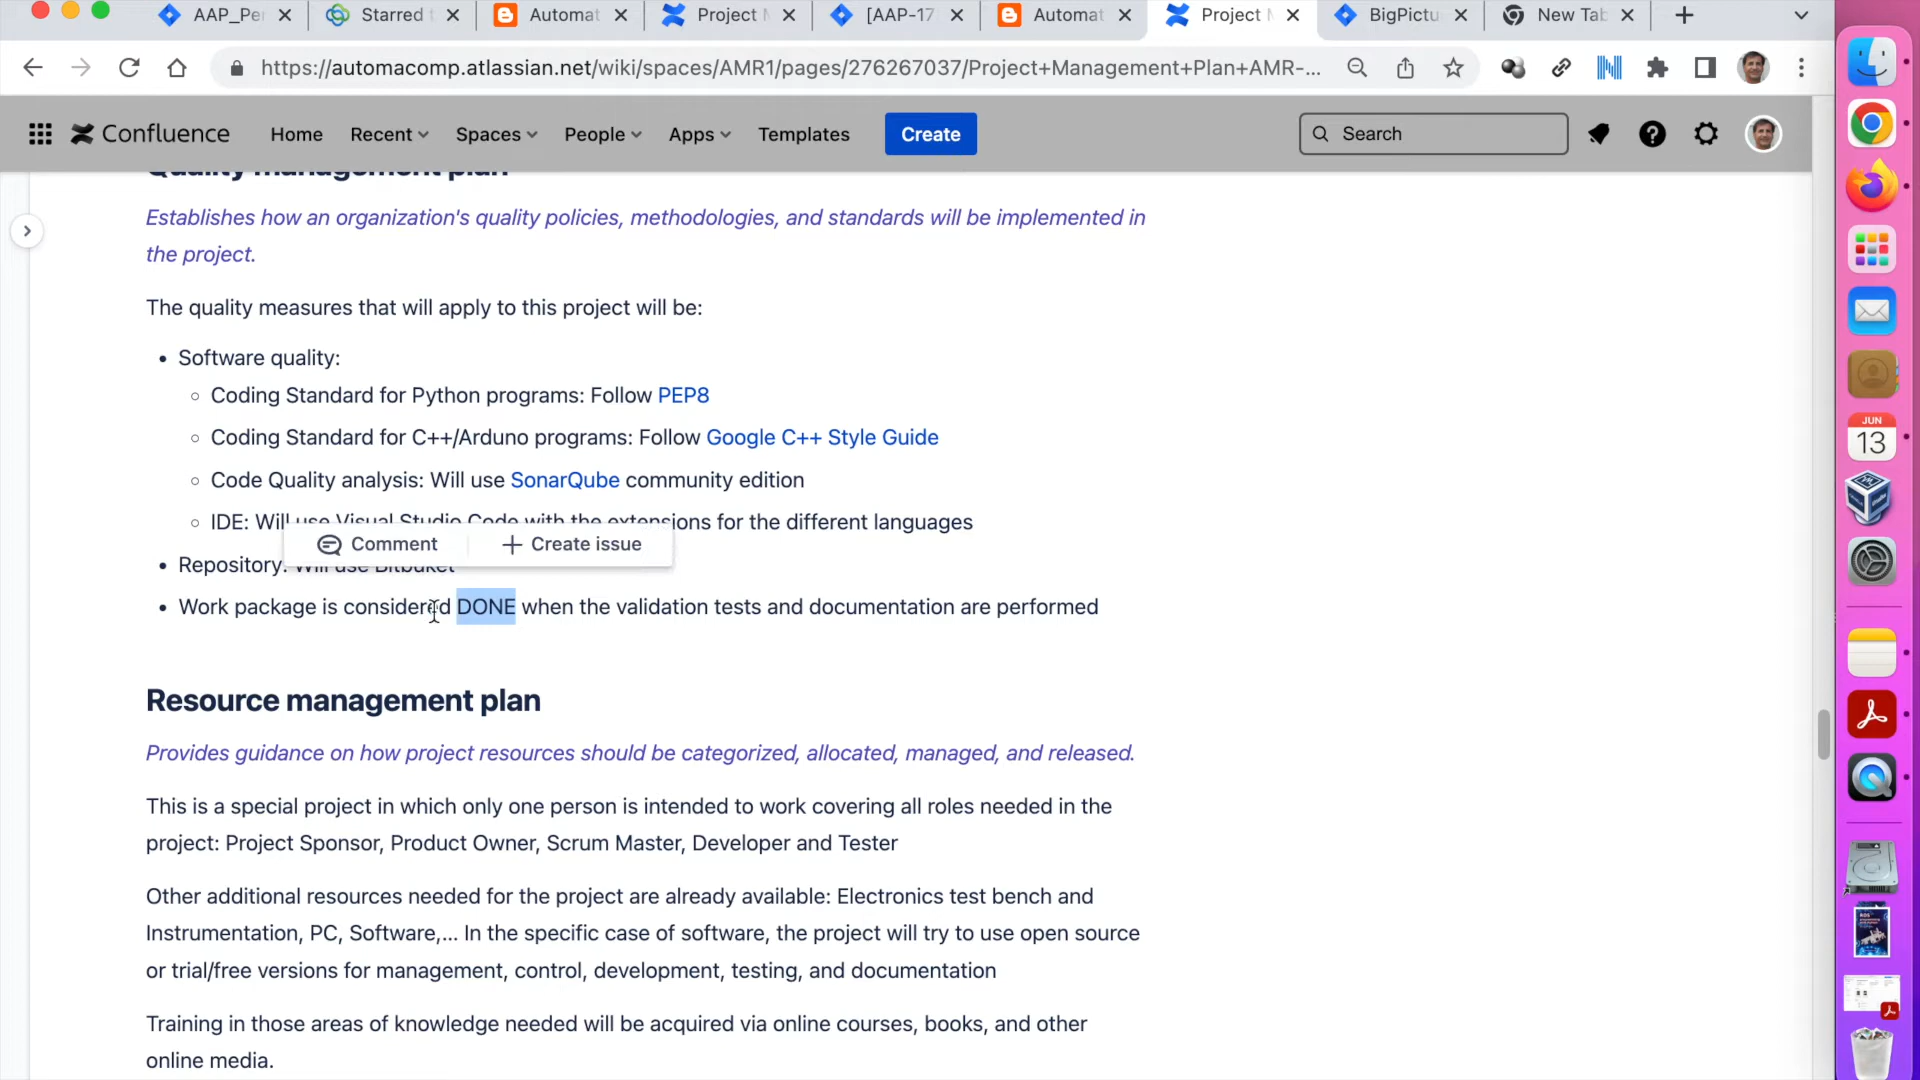 AAP_Pe
Starred
Automat
Project
[AAP-17
Automat
Project
BigPictu
New Tab
https://automacomp.atlassian.net/wiki/spaces/AMR1/pages/276267037/Project+Management+Plan+AMR-...
Confluence
Home
Recent
Spaces
People
Apps
Templates
Create
Search
Quality management plan
Establishes how an organization's quality policies, methodologies, and standards will be implemented in
the project.
The quality measures that will apply to this project will be:
• Software quality:
◦ Coding Standard for Python programs: Follow PEP8
◦ Coding Standard for C++/Arduino programs: Follow Google C++ Style Guide
◦ Code Quality analysis: Will use SonarQube community edition
◦ IDE: Will use Visual Studio Code with the extensions for the different languages
Comment
Create issue
• Repository: Will use Bitbuket
• Work package is considered DONE when the validation tests and documentation are performed
Resource management plan
Provides guidance on how project resources should be categorized, allocated, managed, and released.
This is a special project in which only one person is intended to work covering all roles needed in the
project: Project Sponsor, Product Owner, Scrum Master, Developer and Tester
Other additional resources needed for the project are already available: Electronics test bench and
Instrumentation, PC, Software,... In the specific case of software, the project will try to use open source
or trial/free versions for management, control, development, testing, and documentation
Training in those areas of knowledge needed will be acquired via online courses, books, and other
online media.
JUN
13